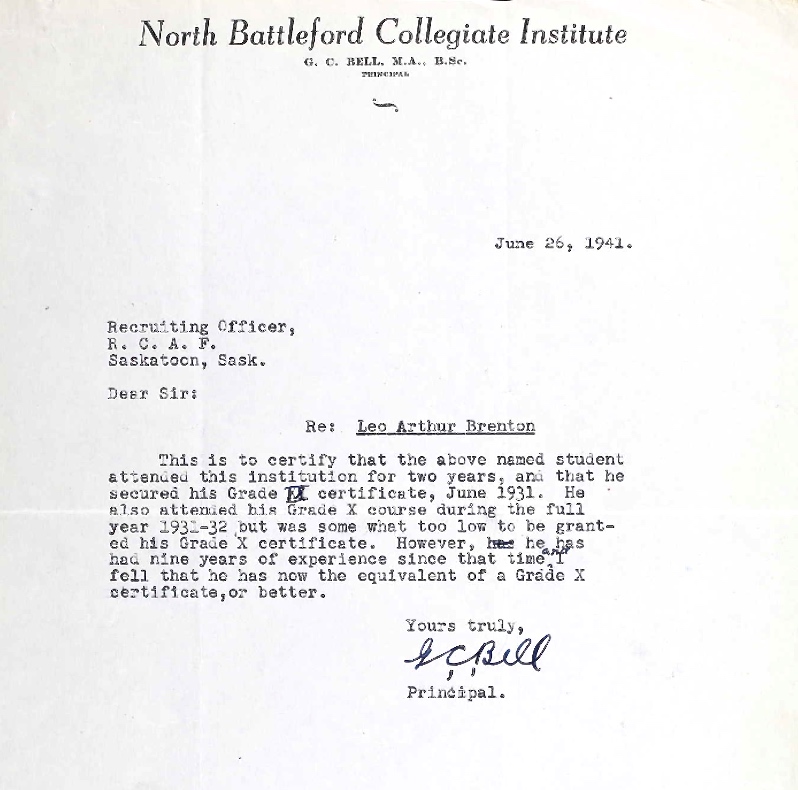 North Battleford Collegiate Institute
G. C. BELL, M.A., B.Sc.
PRINCIPAL
June 26, 1941.
Recruiting Officer,
R. C. A. F.
Saskatoon, Sask.
Dear Sir:
Re: Leo Arthur Brenton
This is to certify that the above named student
attended this institution for two years, and that he
secured his Grade IX certificate, June 1931. He
also attended his Grade X course during the full
year 1931-32 but was some what too low to be grant-
ed his Grade X certificate. However, has he has
had nine years of experience since that time, and I
fell that he has now the equivalent of a Grade X
certificate,or better.
Yours truly,
G.C.Bell
Principal.